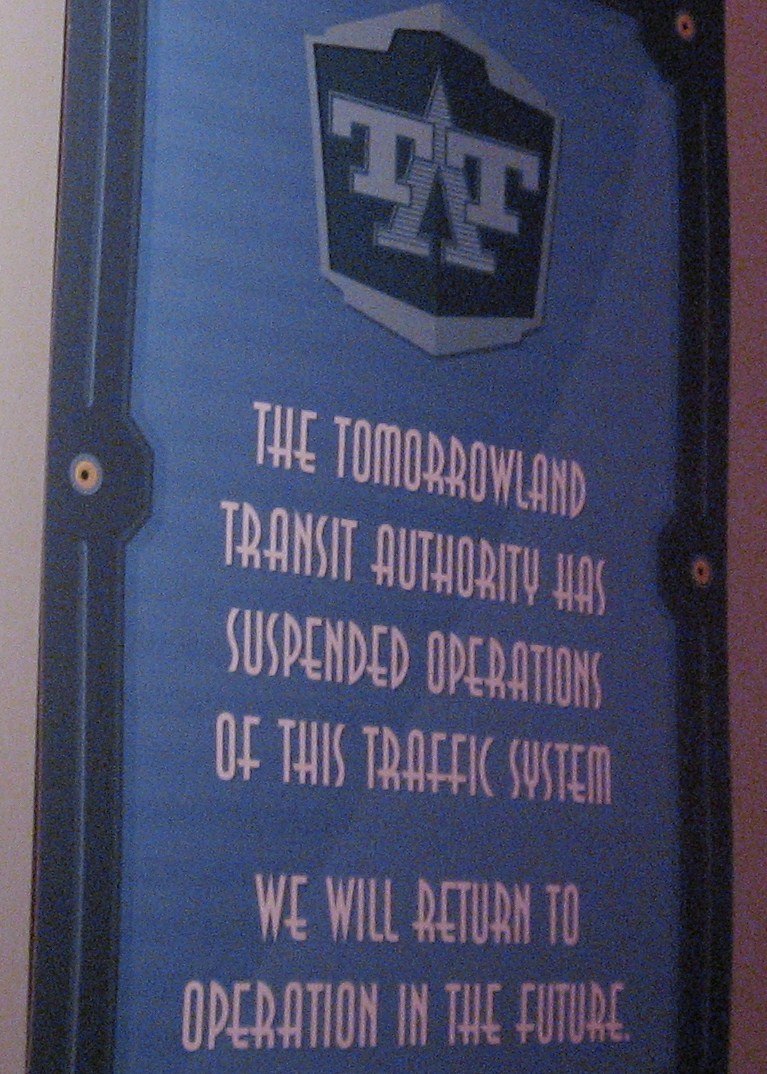 TAT
THE TOMORROWLAND
TRANSIT AUTHORITY HAS
SUSPENDED OPERATIONS
OF THIS TRAFFIC SYSTEM
WE WILL RETURN TO
OPERATION IN THE FUTURE.